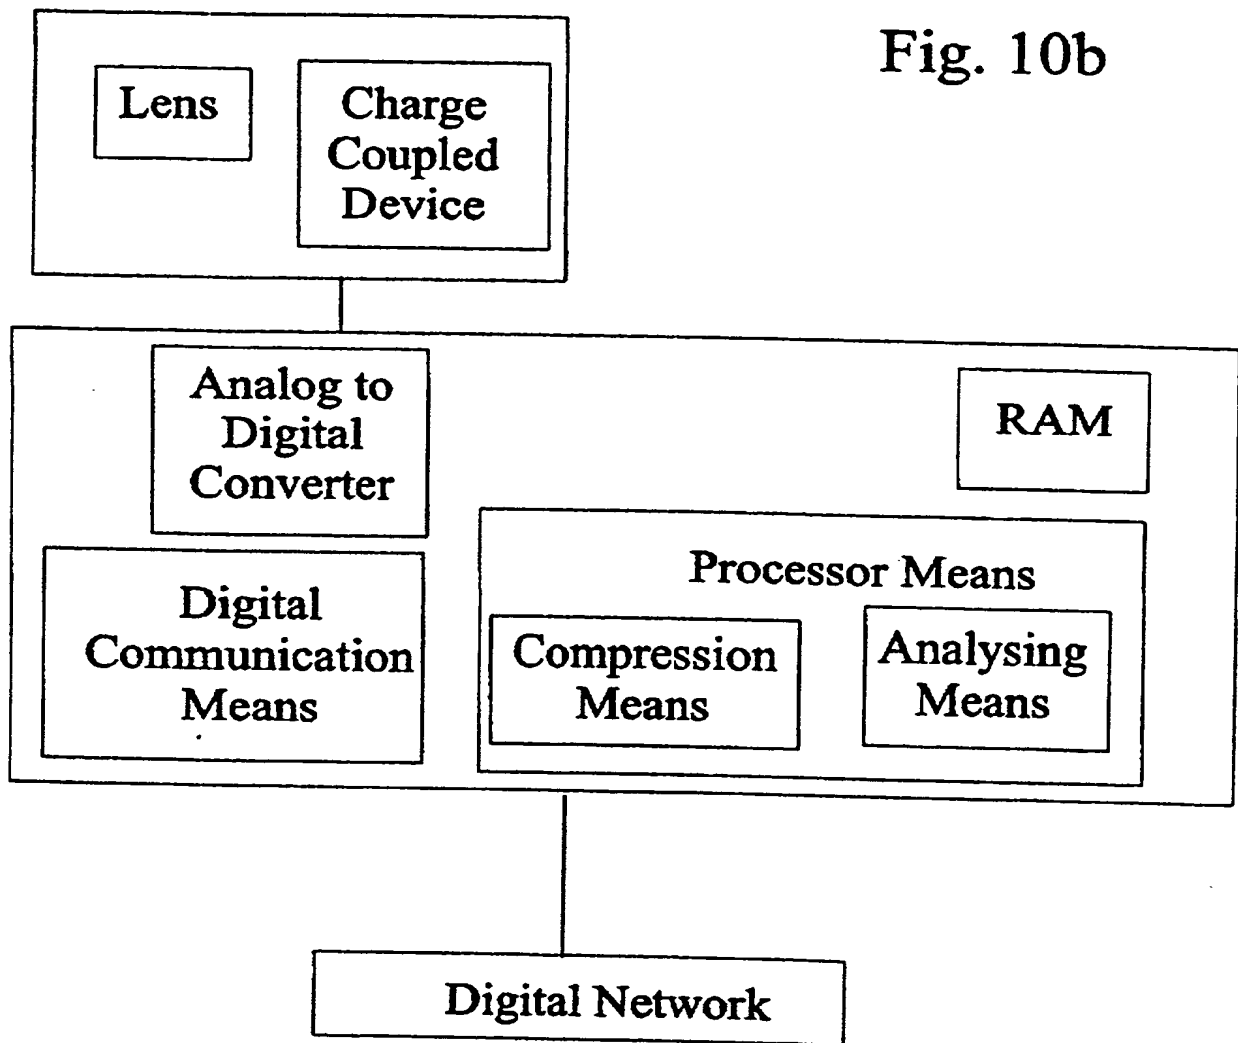 Fig. 10b
Lens
Charge
Coupled
Device
Analog to
Digital
Converter
RAM
Digital
Communication
Means
Processor Means
Compression
Means
Analysing
Means
Digital Network